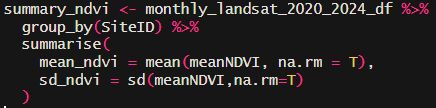 summary_ndvi <- monthly_landsat_2020_2024_df %>%
  group_by(SiteID) %>%
  summarise(
    mean_ndvi = mean(meanNDVI, na.rm = T),
    sd_ndvi = sd(meanNDVI,na.rm=T)
  )